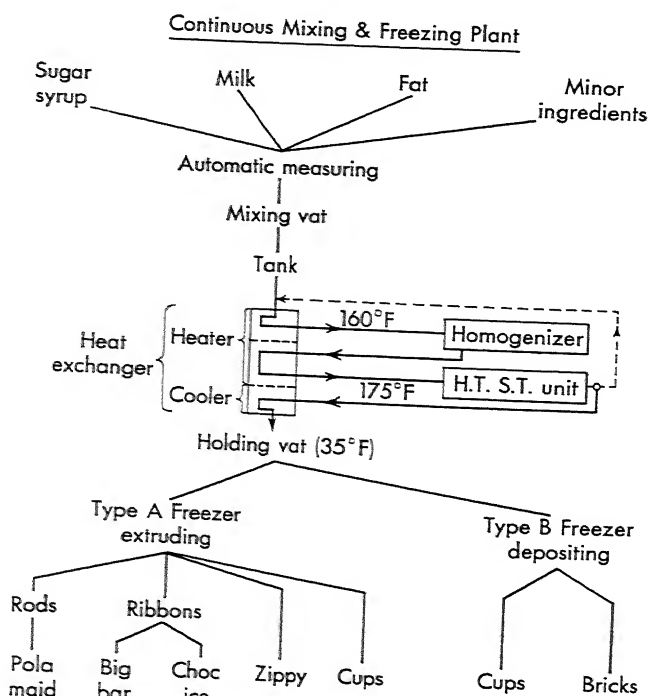 Continuous Mixing & Freezing Plant
Sugar
syrup
Milk
Fat
Minor
ingredients
Automatic measuring
Mixing vat
Tank
Heat
exchanger
Heater
Cooler
160°F
Homogenizer
175°F
H.T. S.T. unit
Holding vat (35°F)
Type A Freezer
extruding
Type B Freezer
depositing
Rods
Ribbons
Pola
maid
Big
bar
Choc
ice
Zippy
Cups
Cups
Bricks